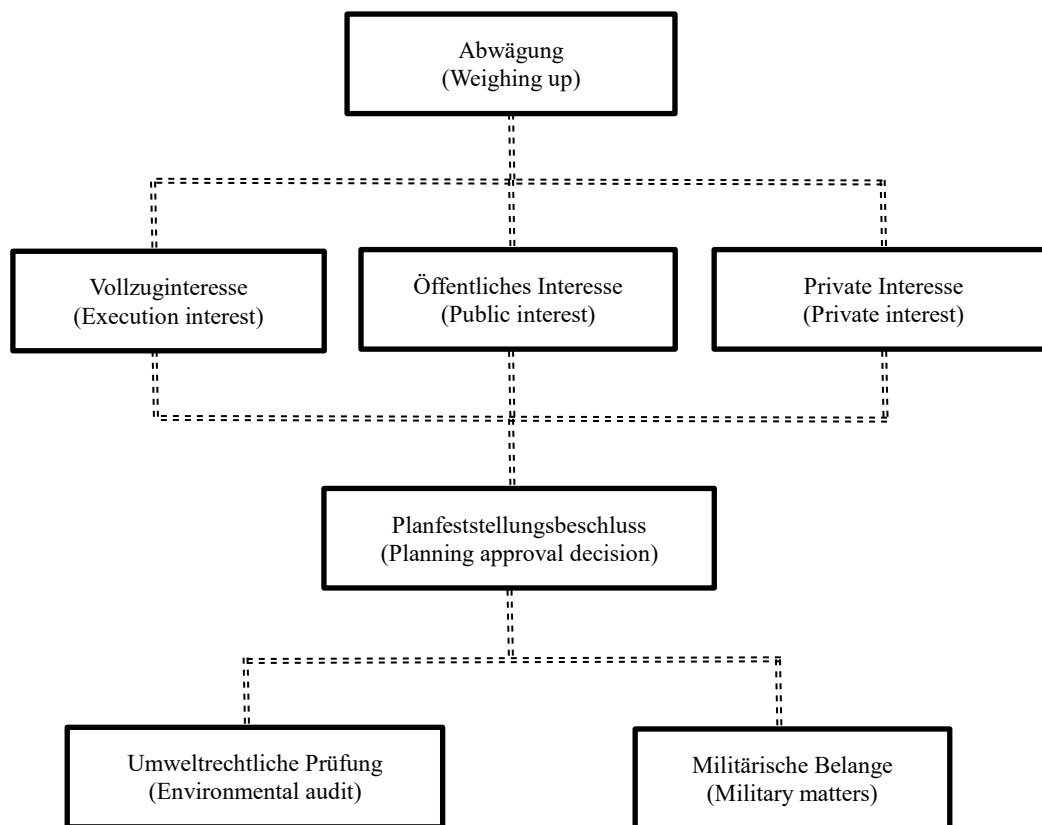 Abwägung
(Weighing up)
Vollzuginteresse
(Execution interest)
Öffentliches Interesse
(Public interest)
Private Interesse
(Private interest)
Planfeststellungsbeschluss
(Planning approval decision)
Umweltrechtliche Prüfung
(Environmental audit)
Militärische Belange
(Military matters)